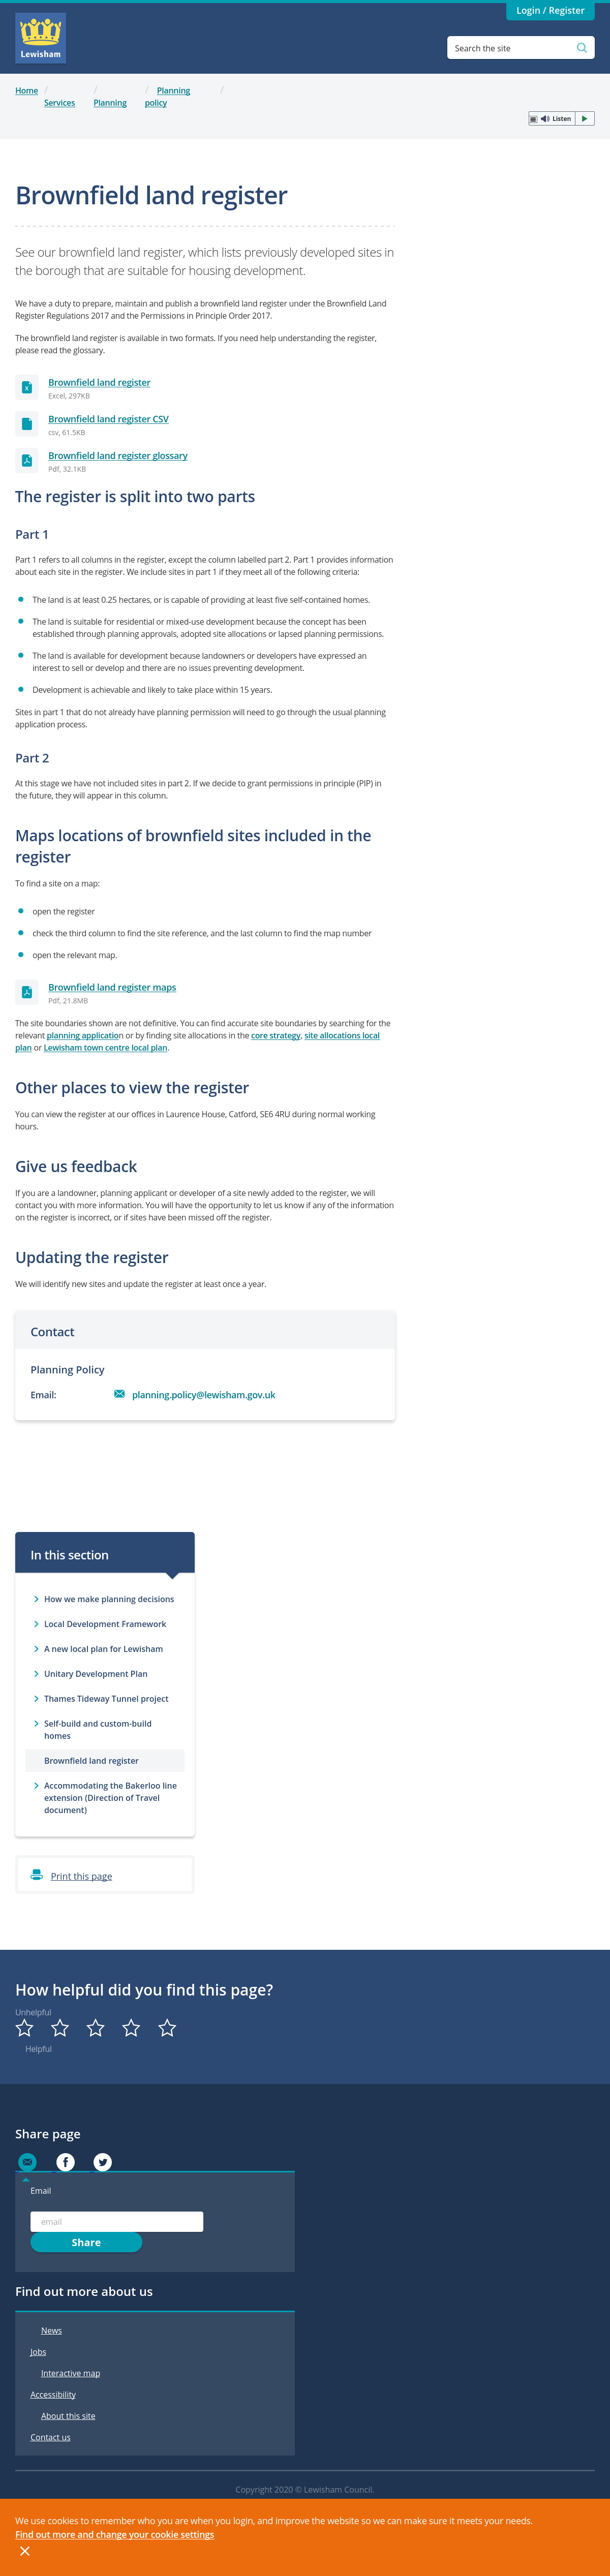 Login / Register
Lewisham
Search the site
Home / / / Planning /
Services Planning policy
Listen
Brownfield land register
See our brownfield land register, which lists previously developed sites in
the borough that are suitable for housing development.
We have a duty to prepare, maintain and publish a brownfield land register under the Brownfield Land
Register Regulations 2017 and the Permissions in Principle Order 2017.
The brownfield land register is available in two formats. If you need help understanding the register,
please read the glossary.
Brownfield land register
Excel, 297KB
Brownfield land register CSV
csv, 61.5KB
Brownfield land register glossary
Pdf, 32.1KB
The register is split into two parts
Part 1
Part 1 refers to all columns in the register, except the column labelled part 2. Part 1 provides information
about each site in the register. We include sites in part 1 if they meet all of the following criteria:
The land is at least 0.25 hectares, or is capable of providing at least five self-contained homes.
The land is suitable for residential or mixed-use development because the concept has been
established through planning approvals, adopted site allocations or lapsed planning permissions.
The land is available for development because landowners or developers have expressed an
interest to sell or develop and there are no issues preventing development.
Development is achievable and likely to take place within 15 years.
Sites in part 1 that do not already have planning permission will need to go through the usual planning
application process.
Part 2
At this stage we have not included sites in part 2. If we decide to grant permissions in principle (PIP) in
the future, they will appear in this column.
Maps locations of brownfield sites included in the
register
To find a site on a map:
open the register
check the third column to find the site reference, and the last column to find the map number
open the relevant map.
Brownfield land register maps
Pdf, 21.8MB
The site boundaries shown are not definitive. You can find accurate site boundaries by searching for the
relevant planning application or by finding site allocations in the core strategy, site allocations local
plan or Lewisham town centre local plan.
Other places to view the register
You can view the register at our offices in Laurence House, Catford, SE6 4RU during normal working
hours.
Give us feedback
If you are a landowner, planning applicant or developer of a site newly added to the register, we will
contact you with more information. You will have the opportunity to let us know if any of the information
on the register is incorrect, or if sites have been missed off the register.
Updating the register
We will identify new sites and update the register at least once a year.
Contact
Planning Policy
Email: planning.policy@lewisham.gov.uk
In this section
How we make planning decisions
Local Development Framework
A new local plan for Lewisham
Unitary Development Plan
Thames Tideway Tunnel project
Self-build and custom-build
homes
Brownfield land register
Accommodating the Bakerloo line
extension (Direction of Travel
document)
Print this page
How helpful did you find this page?
Unhelpful
Helpful
Share page
Email
email
Share
Find out more about us
News
Jobs
Interactive map
Accessibility
About this site
Contact us
Copyright 2020 © Lewisham Council.
We use cookies to remember who you are when you login, and improve the website so we can make sure it meets your needs.
Find out more and change your cookie settings